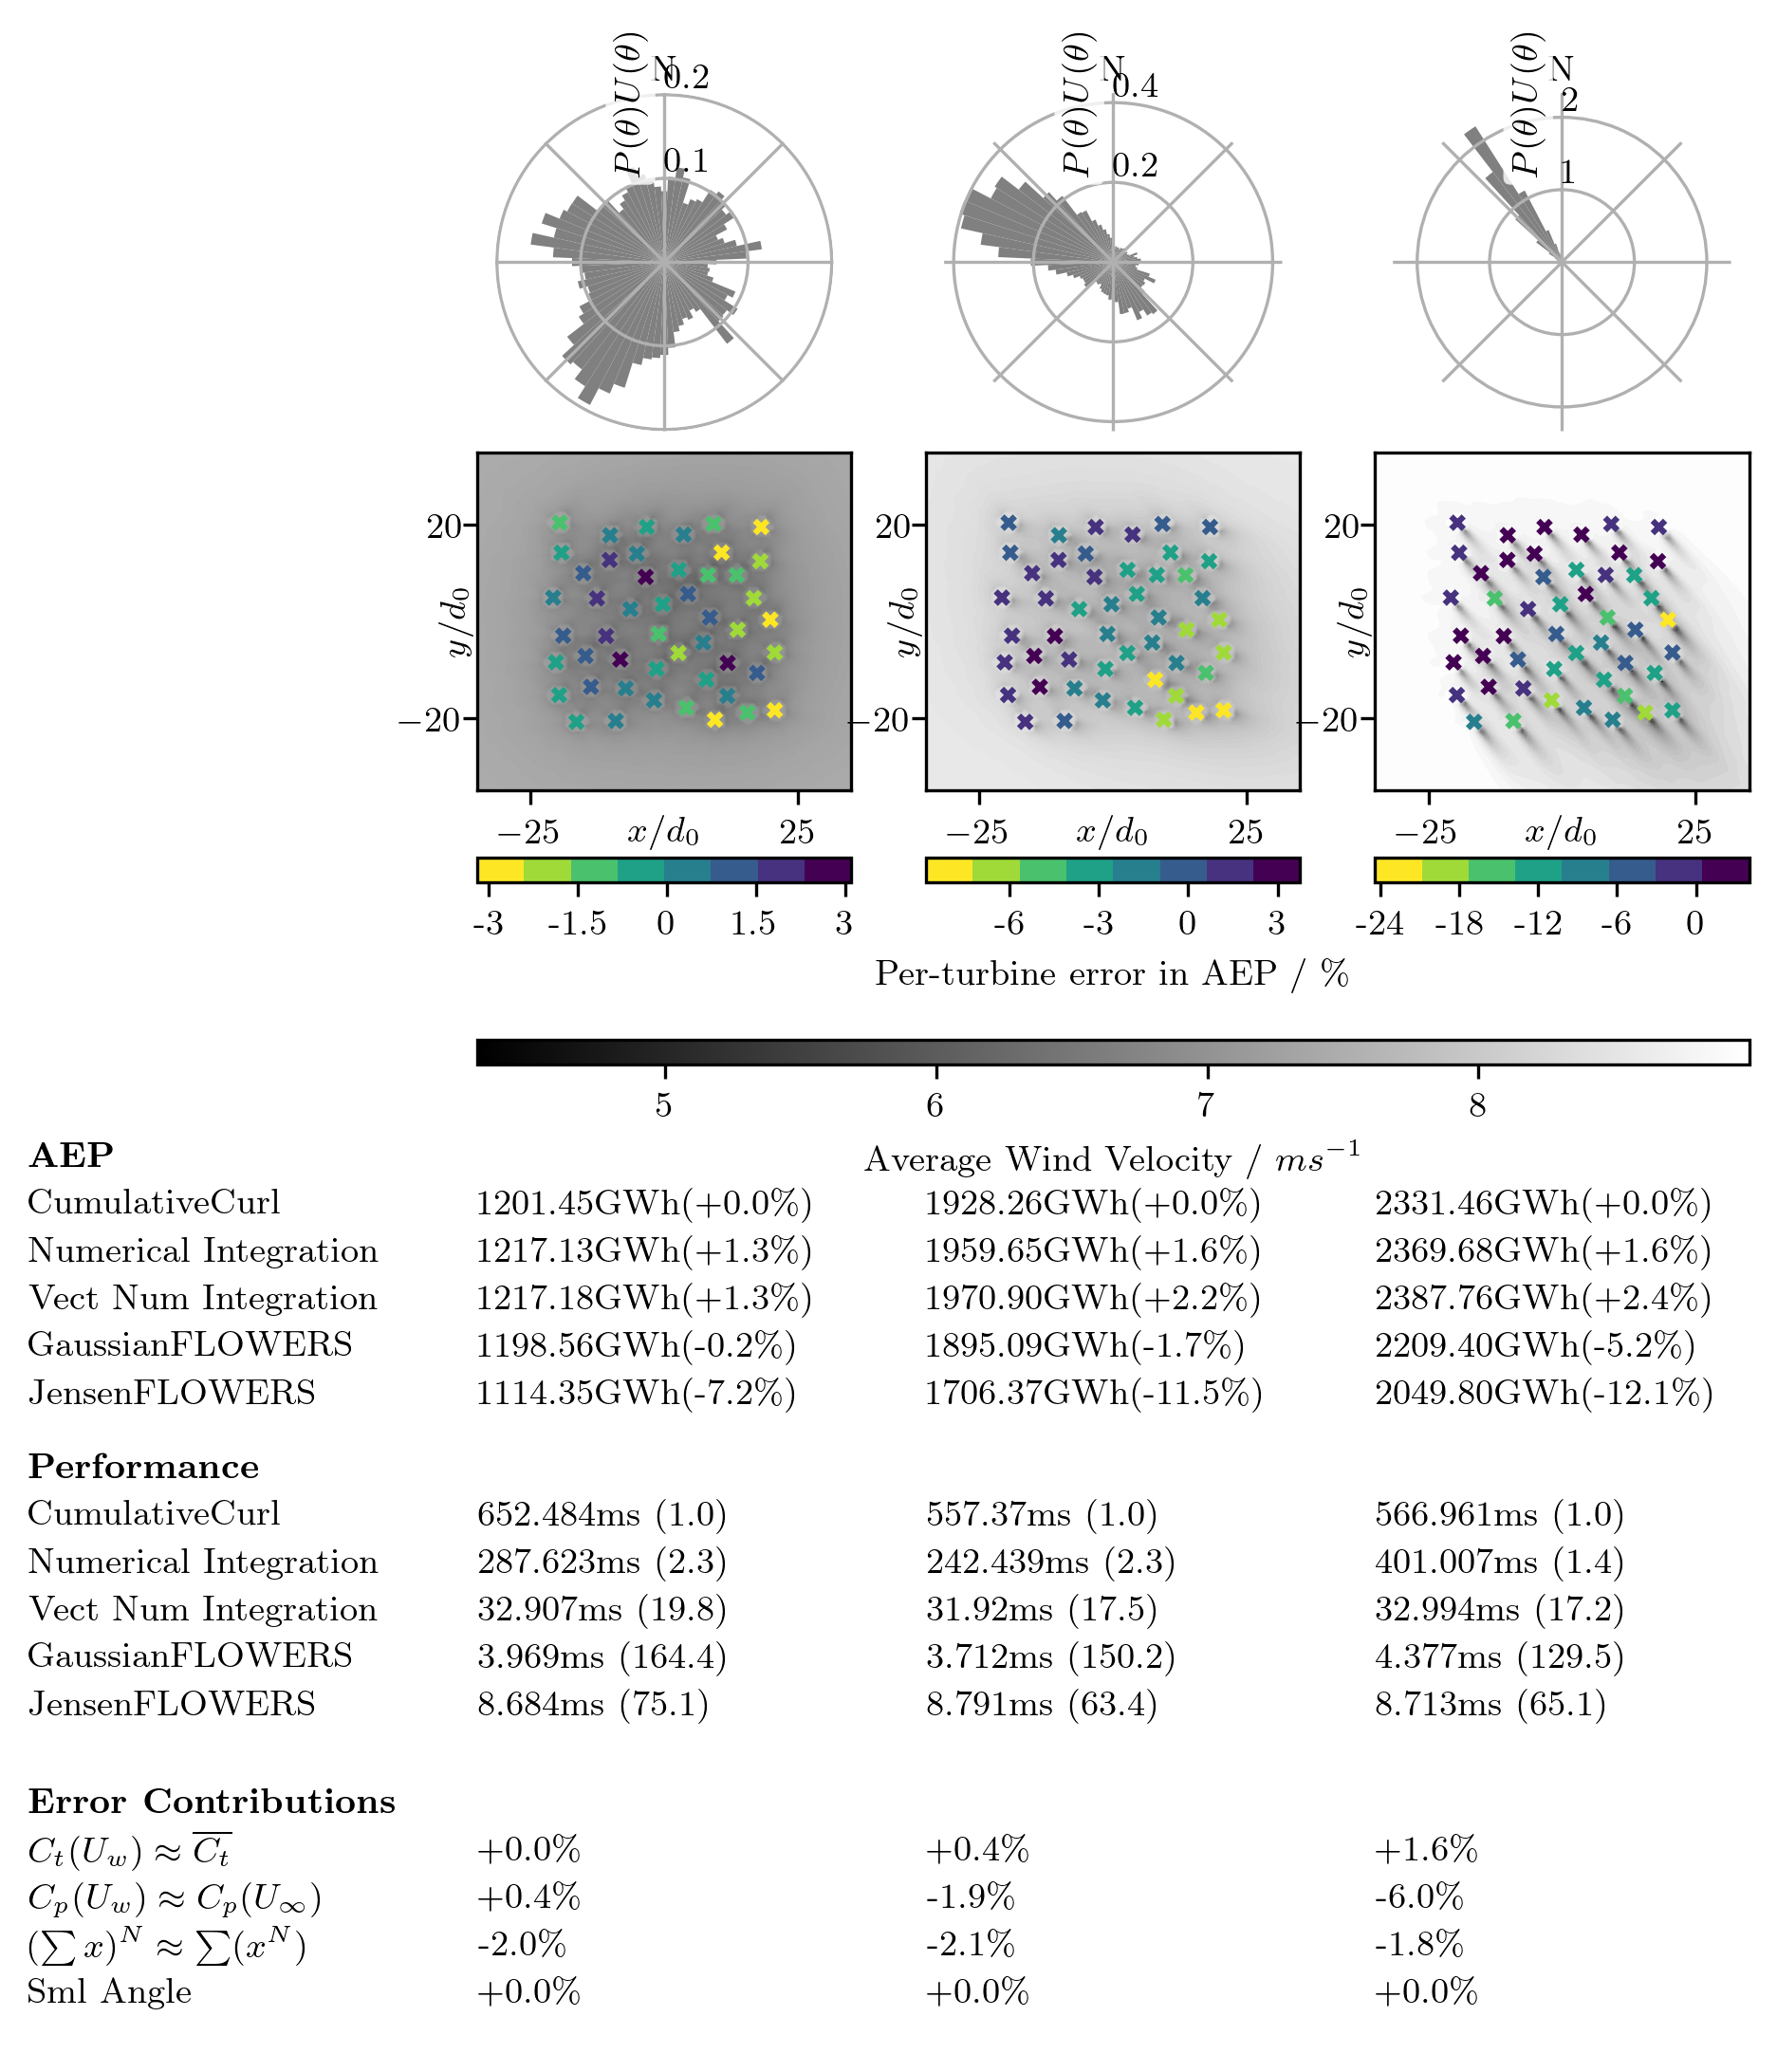 N N N
P(θ)U(θ) P(θ)U(θ) P(θ)U(θ)
0.2 0.4 2
0.1 0.2 1
20 20 20
y/d₀ y/d₀ y/d₀
−20 −20 −20
−25 x/d₀ 25 −25 x/d₀ 25 −25 x/d₀ 25
-3 -1.5 0 1.5 3 -6 -3 0 3 -24 -18 -12 -6 0
Per-turbine error in AEP / %
5 6 7 8
Average Wind Velocity / ms⁻¹
AEP
CumulativeCurl 1201.45GWh(+0.0%) 1928.26GWh(+0.0%) 2331.46GWh(+0.0%)
Numerical Integration 1217.13GWh(+1.3%) 1959.65GWh(+1.6%) 2369.68GWh(+1.6%)
Vect Num Integration 1217.18GWh(+1.3%) 1970.90GWh(+2.2%) 2387.76GWh(+2.4%)
GaussianFLOWERS 1198.56GWh(-0.2%) 1895.09GWh(-1.7%) 2209.40GWh(-5.2%)
JensenFLOWERS 1114.35GWh(-7.2%) 1706.37GWh(-11.5%) 2049.80GWh(-12.1%)
Performance
CumulativeCurl 652.484ms (1.0) 557.37ms (1.0) 566.961ms (1.0)
Numerical Integration 287.623ms (2.3) 242.439ms (2.3) 401.007ms (1.4)
Vect Num Integration 32.907ms (19.8) 31.92ms (17.5) 32.994ms (17.2)
GaussianFLOWERS 3.969ms (164.4) 3.712ms (150.2) 4.377ms (129.5)
JensenFLOWERS 8.684ms (75.1) 8.791ms (63.4) 8.713ms (65.1)
Error Contributions
Cₜ(U_w) ≈ C̅ₜ̅ +0.0% +0.4% +1.6%
Cₚ(U_w) ≈ Cₚ(U∞) +0.4% -1.9% -6.0%
(∑ x)ᴺ ≈ ∑(xᴺ) -2.0% -2.1% -1.8%
Sml Angle +0.0% +0.0% +0.0%